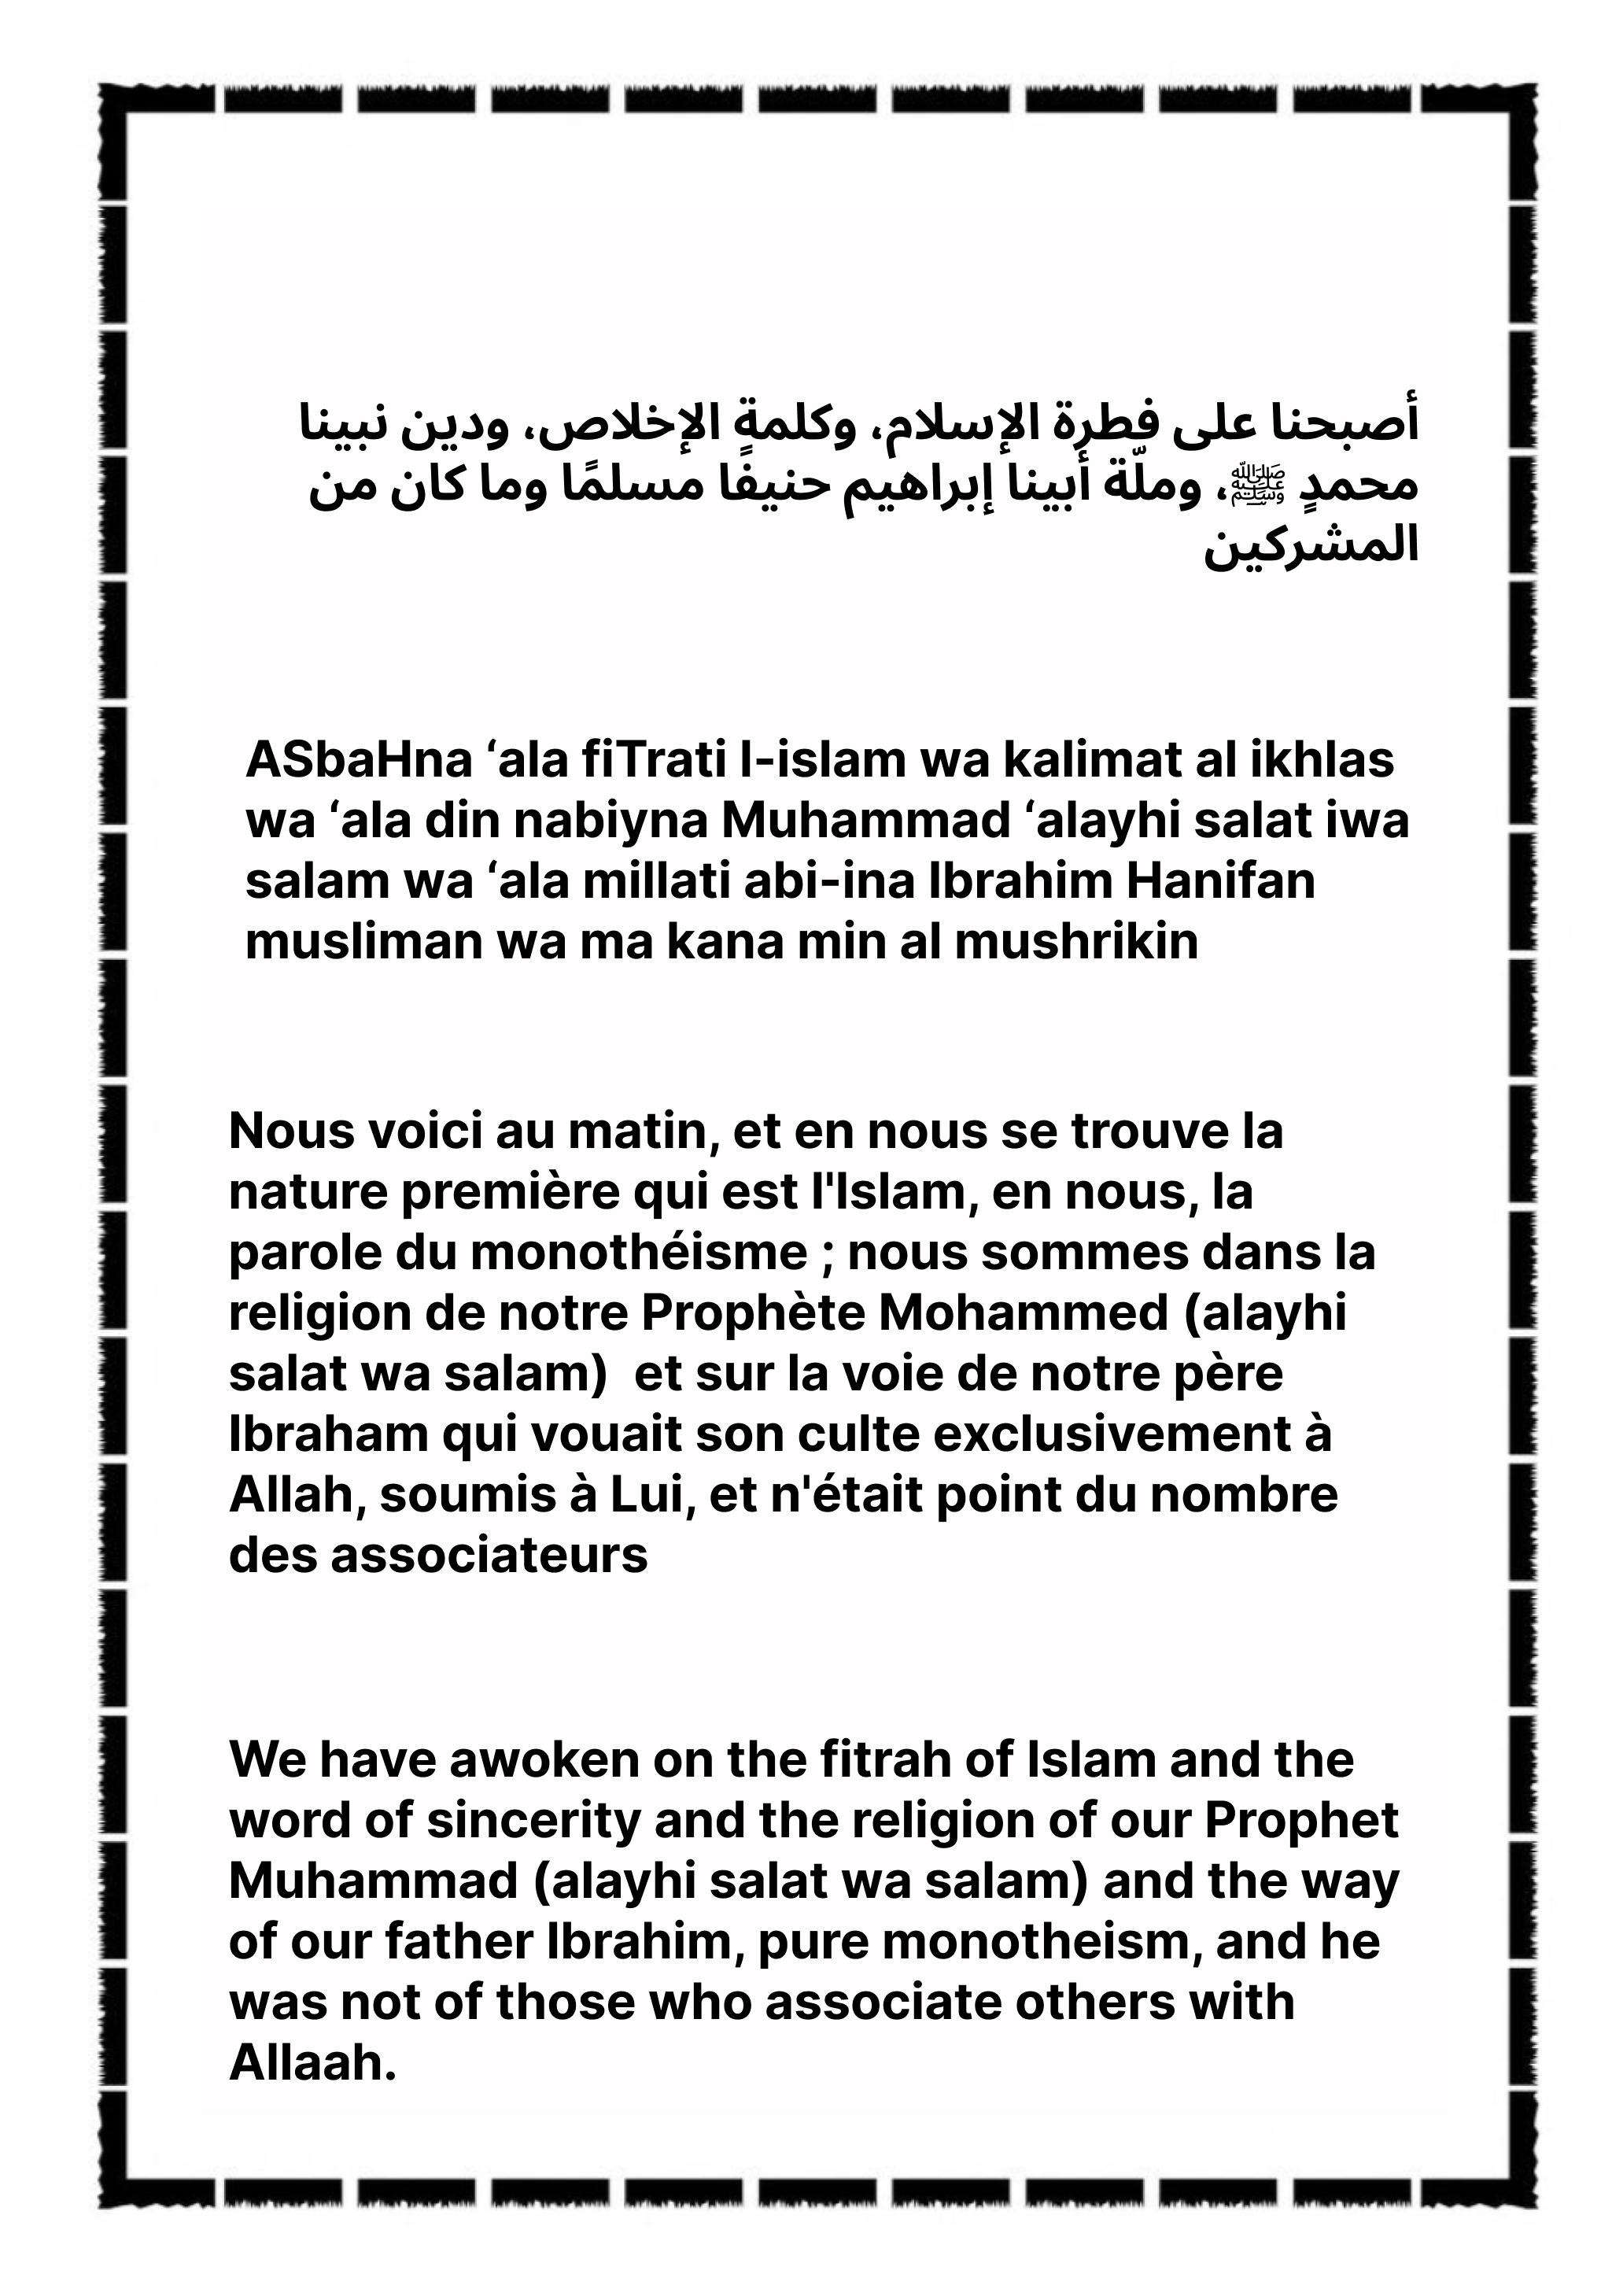 أصبحنا على فطرة الإسلام، وكلمةِ الإخلاص، ودين نبينا
محمدٍ ﷺ، وملّة أبينا إبراهيم حنيفًا مسلمًا وما كان من
المشركين
ASbaHna ‘ala fiTrati l-islam wa kalimat al ikhlas
wa ‘ala din nabiyna Muhammad ‘alayhi salat iwa
salam wa ‘ala millati abi-ina Ibrahim Hanifan
musliman wa ma kana min al mushrikin
Nous voici au matin, et en nous se trouve la
nature première qui est l'Islam, en nous, la
parole du monothéisme ; nous sommes dans la
religion de notre Prophète Mohammed (alayhi
salat wa salam)  et sur la voie de notre père
Ibraham qui vouait son culte exclusivement à
Allah, soumis à Lui, et n'était point du nombre
des associateurs
We have awoken on the fitrah of Islam and the
word of sincerity and the religion of our Prophet
Muhammad (alayhi salat wa salam) and the way
of our father Ibrahim, pure monotheism, and he
was not of those who associate others with
Allaah.